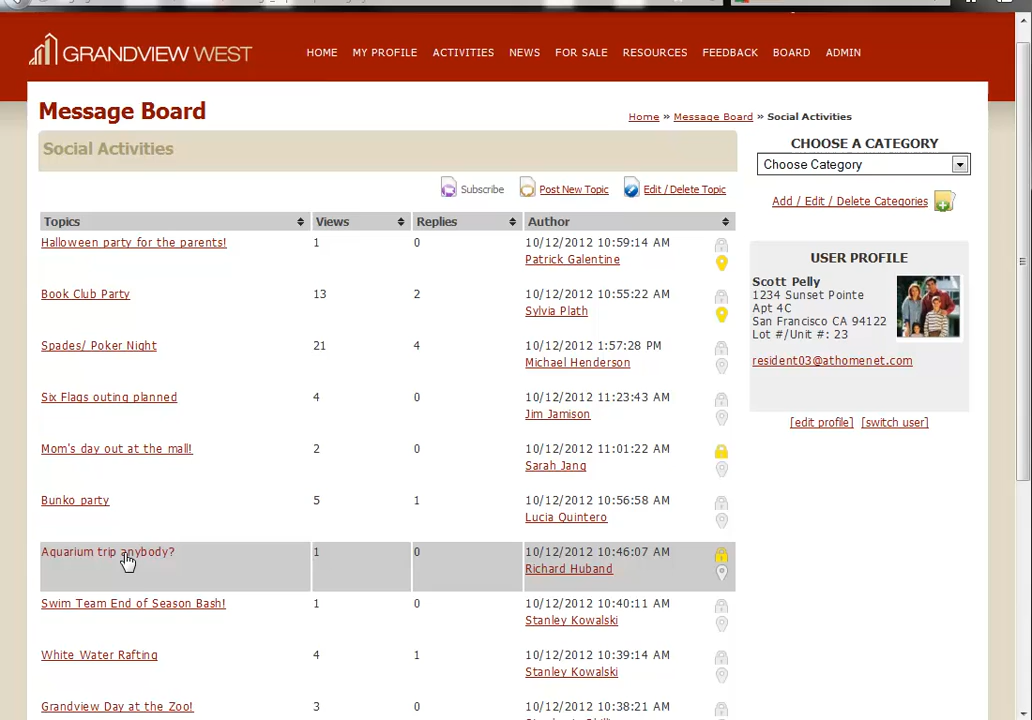 GRANDVIEW WEST
HOME MY PROFILE ACTIVITIES NEWS FOR SALE RESOURCES FEEDBACK BOARD ADMIN
Message Board
Home » Message Board » Social Activities
Social Activities
Subscribe Post New Topic Edit / Delete Topic
Topics Views Replies Author
Halloween party for the parents! 1 0 10/12/2012 10:59:14 AM
Patrick Galentine
Book Club Party 13 2 10/12/2012 10:55:22 AM
Sylvia Plath
Spades/ Poker Night 21 4 10/12/2012 1:57:28 PM
Michael Henderson
Six Flags outing planned 4 0 10/12/2012 11:23:43 AM
Jim Jamison
Mom's day out at the mall! 2 0 10/12/2012 11:01:22 AM
Sarah Jang
Bunko party 5 1 10/12/2012 10:56:58 AM
Lucia Quintero
Aquarium trip anybody? 1 0 10/12/2012 10:46:07 AM
Richard Huband
Swim Team End of Season Bash! 1 0 10/12/2012 10:40:11 AM
Stanley Kowalski
White Water Rafting 4 1 10/12/2012 10:39:14 AM
Stanley Kowalski
Grandview Day at the Zoo! 3 0 10/12/2012 10:38:21 AM
CHOOSE A CATEGORY
Choose Category
Add / Edit / Delete Categories
USER PROFILE
Scott Pelly
1234 Sunset Pointe
Apt 4C
San Francisco CA 94122
Lot #/Unit #: 23
resident03@athomenet.com
[edit profile] [switch user]